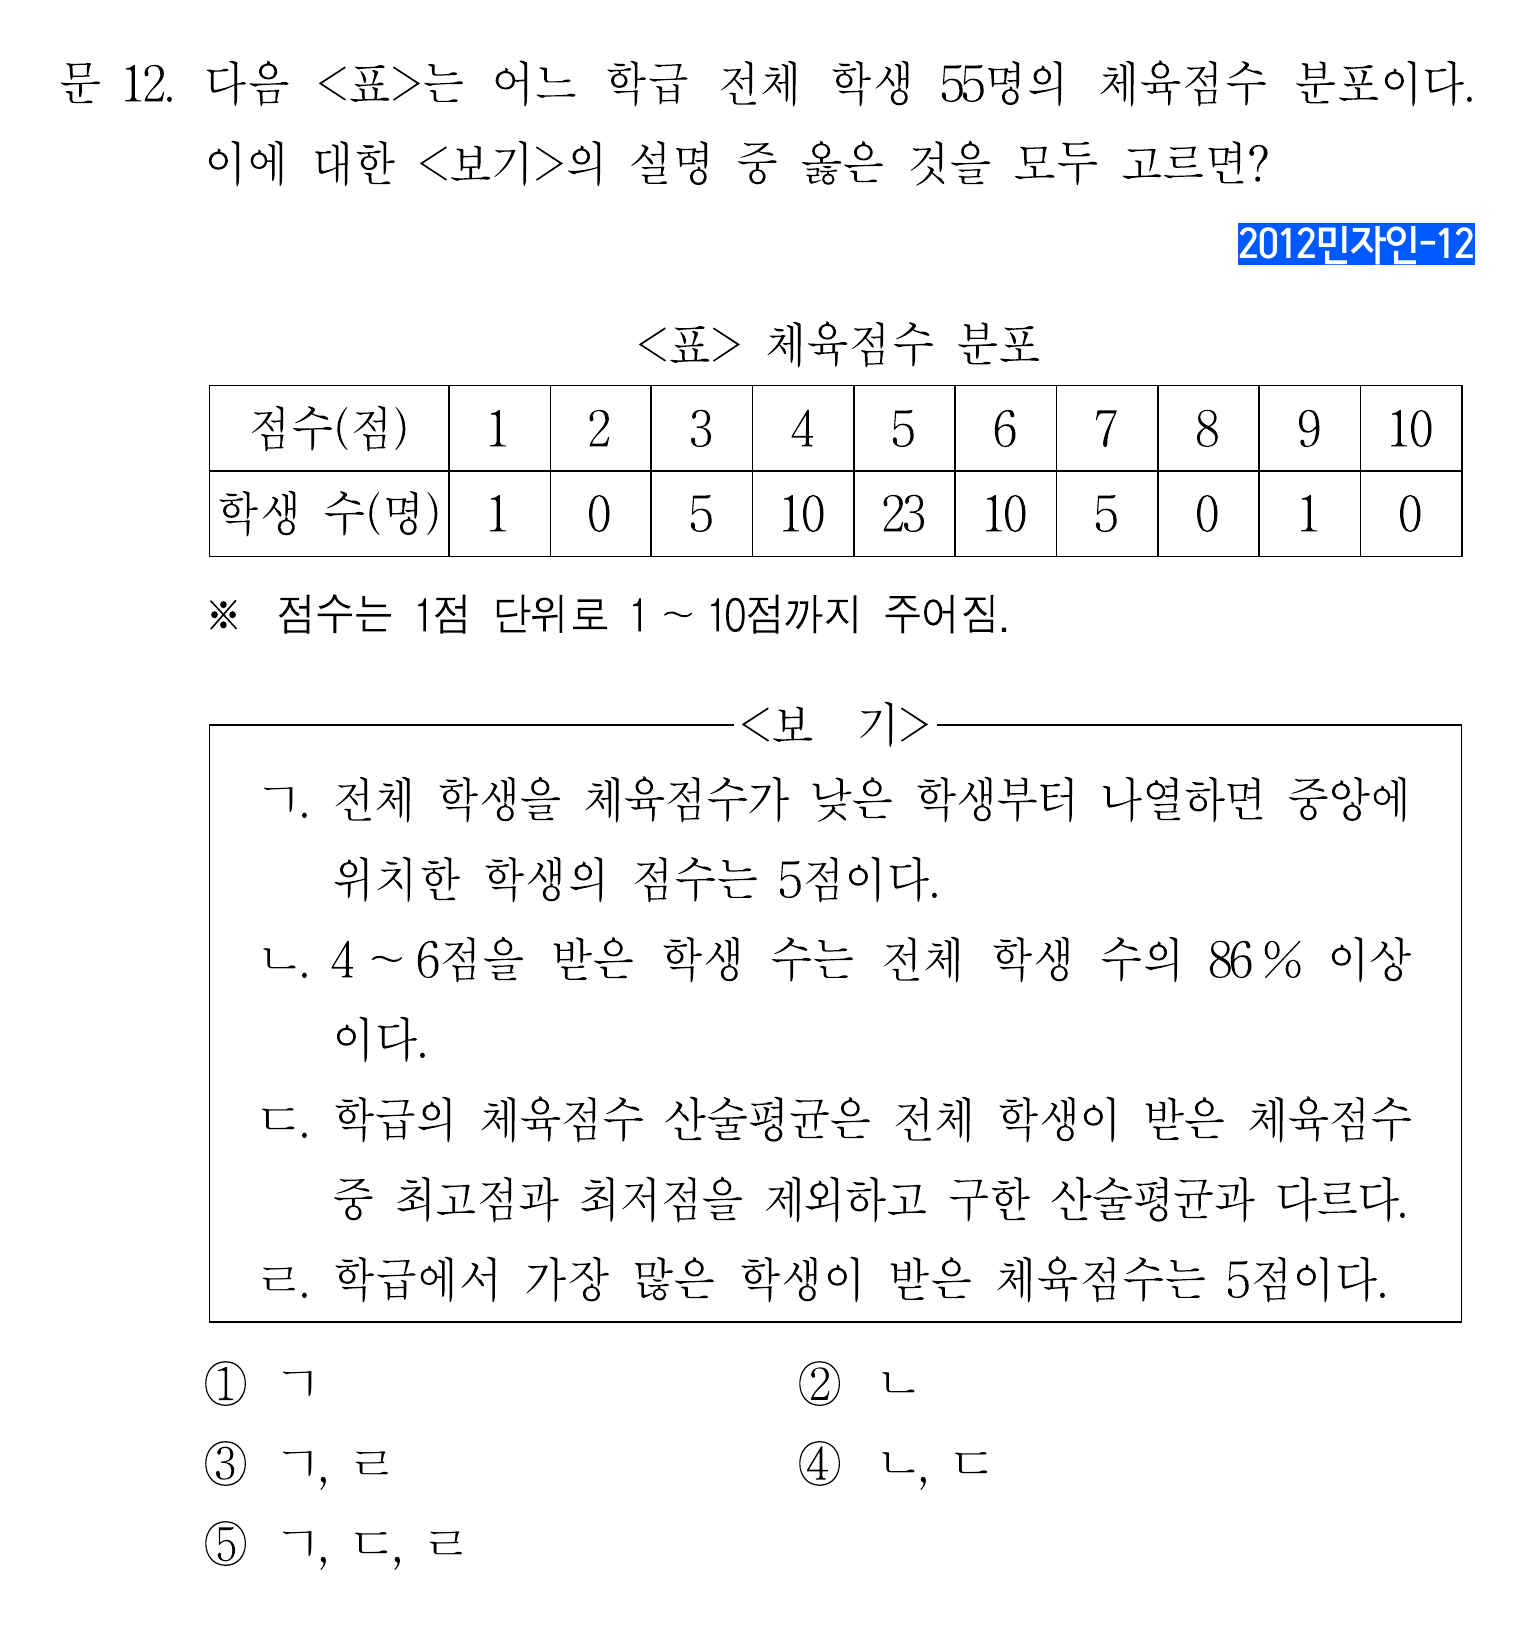 문 12. 다음 <표>는 어느 학급 전체 학생 55명의 체육점수 분포이다.
이에 대한 <보기>의 설명 중 옳은 것을 모두 고르면?
2012민자인-12
<표> 체육점수 분포
점수(점) 1 2 3 4 5 6 7 8 9 10
학생 수(명) 1 0 5 10 23 10 5 0 1 0
※ 점수는 1점 단위로 1 ~ 10점까지 주어짐.
<보 기>
ㄱ. 전체 학생을 체육점수가 낮은 학생부터 나열하면 중앙에
위치한 학생의 점수는 5점이다.
ㄴ. 4 ~ 6점을 받은 학생 수는 전체 학생 수의 86 % 이상
이다.
ㄷ. 학급의 체육점수 산술평균은 전체 학생이 받은 체육점수
중 최고점과 최저점을 제외하고 구한 산술평균과 다르다.
ㄹ. 학급에서 가장 많은 학생이 받은 체육점수는 5점이다.
① ㄱ ② ㄴ
③ ㄱ, ㄹ ④ ㄴ, ㄷ
⑤ ㄱ, ㄷ, ㄹ